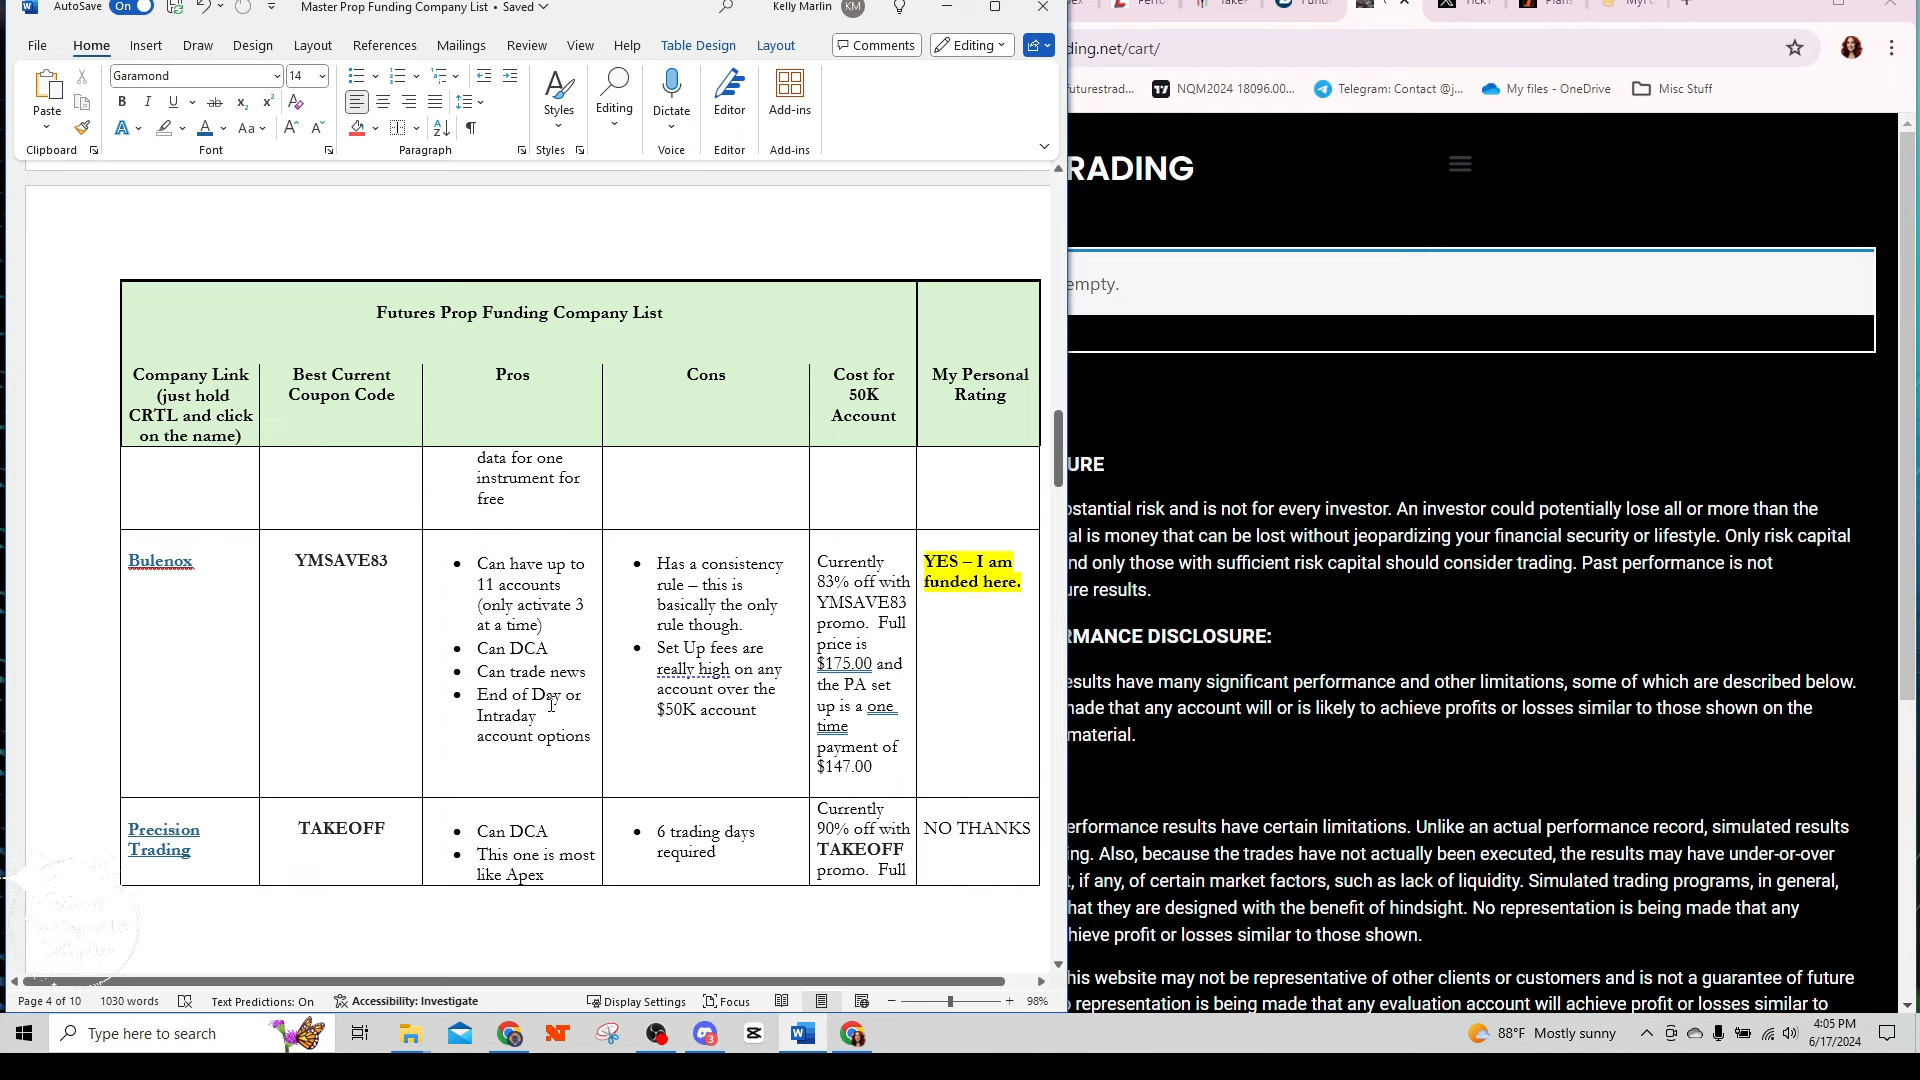 AutoSave On Master Prop Funding Company List • Saved Kelly Marlin KM
File Home Insert Draw Design Layout References Mailings Review View Help Table Design Layout Comments Editing
Garamond 14
Paste Styles Editing Dictate Editor Add-ins
Clipboard Font Paragraph Styles Voice Editor Add-ins
Futures Prop Funding Company List
Company Link
(just hold
CRTL and click
on the name)
Best Current
Coupon Code
Pros
Cons
Cost for
50K
Account
My Personal
Rating
data for one
instrument for
free
Bulenox
YMSAVE83
• Can have up to
11 accounts
(only activate 3
at a time)
• Can DCA
• Can trade news
• End of Day or
Intraday
account options
• Has a consistency
rule – this is
basically the only
rule though.
• Set Up fees are
really high on any
account over the
$50K account
Currently
83% off with
YMSAVE83
promo. Full
price is
$175.00 and
the PA set
up is a one
time
payment of
$147.00
YES – I am
funded here.
Precision
Trading
TAKEOFF
• Can DCA
• This one is most
like Apex
• 6 trading days
required
Currently
90% off with
TAKEOFF
promo. Full
NO THANKS
Page 4 of 10 1030 words Text Predictions: On Accessibility: Investigate Display Settings Focus 98%
ding.net/cart/
futurestrad... NQM2024 18096.00... Telegram: Contact @j... My files - OneDrive Misc Stuff
RADING
empty.
URE
stantial risk and is not for every investor. An investor could potentially lose all or more than the
al is money that can be lost without jeopardizing your financial security or lifestyle. Only risk capital
nd only those with sufficient risk capital should consider trading. Past performance is not
ure results.
RMANCE DISCLOSURE:
esults have many significant performance and other limitations, some of which are described below.
made that any account will or is likely to achieve profits or losses similar to those shown on the
material.
erformance results have certain limitations. Unlike an actual performance record, simulated results
ing. Also, because the trades have not actually been executed, the results may have under-or-over
t, if any, of certain market factors, such as lack of liquidity. Simulated trading programs, in general,
hat they are designed with the benefit of hindsight. No representation is being made that any
hieve profit or losses similar to those shown.
his website may not be representative of other clients or customers and is not a guarantee of future
representation is being made that any evaluation account will achieve profit or losses similar to
Type here to search
88°F Mostly sunny
4:05 PM
6/17/2024